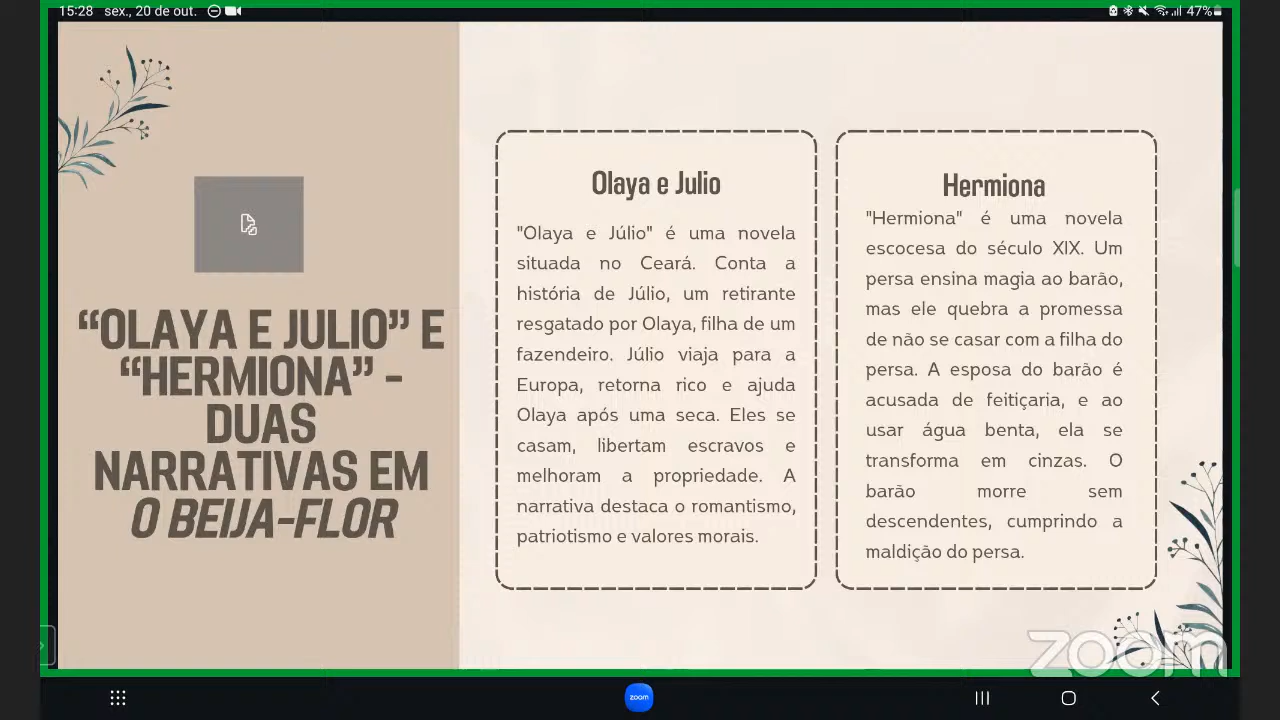 15:28 sex., 20 de out.
47%
“OLAYA E JULIO” E
“HERMIONA” -
DUAS
NARRATIVAS EM
O BEIJA-FLOR
Olaya e Julio
"Olaya e Júlio" é uma novela
situada no Ceará. Conta a
história de Júlio, um retirante
resgatado por Olaya, filha de um
fazendeiro. Júlio viaja para a
Europa, retorna rico e ajuda
Olaya após uma seca. Eles se
casam, libertam escravos e
melhoram a propriedade. A
narrativa destaca o romantismo,
patriotismo e valores morais.
Hermiona
"Hermiona" é uma novela
escocesa do século XIX. Um
persa ensina magia ao barão,
mas ele quebra a promessa
de não se casar com a filha do
persa. A esposa do barão é
acusada de feitiçaria, e ao
usar água benta, ela se
transforma em cinzas. O
barão morre sem
descendentes, cumprindo a
maldição do persa.
zoom
zoom